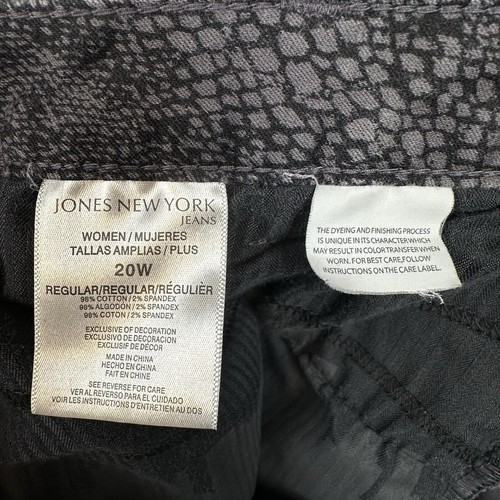 JONES NEW YORK
JEANS
WOMEN / MUJERES
TALLAS AMPLIAS / PLUS
20W
REGULAR/REGULAR/RÉGULIER
98% COTTON / 2% SPANDEX
98% ALGODON / 2% SPANDEX
98% COTON / 2% SPANDEX
EXCLUSIVE OF DECORATION
EXCLUSIVO DE DECORACION
EXCLUSIF DE DÉCOR
MADE IN CHINA
HECHO EN CHINA
FAIT EN CHINE
SEE REVERSE FOR CARE
VER AL REVERSO PARA EL CUIDADO
VOIR LES INSTRUCTIONS D'ENTRETIEN AU DOS
THE DYEING AND FINISHING PROCESS
IS UNIQUE IN ITS CHARACTER,WHICH
MAY RESULT IN COLOR TRANSFER WHEN
WORN. FOR BEST CARE,FOLLOW
INSTRUCTIONS ON THE CARE LABEL.